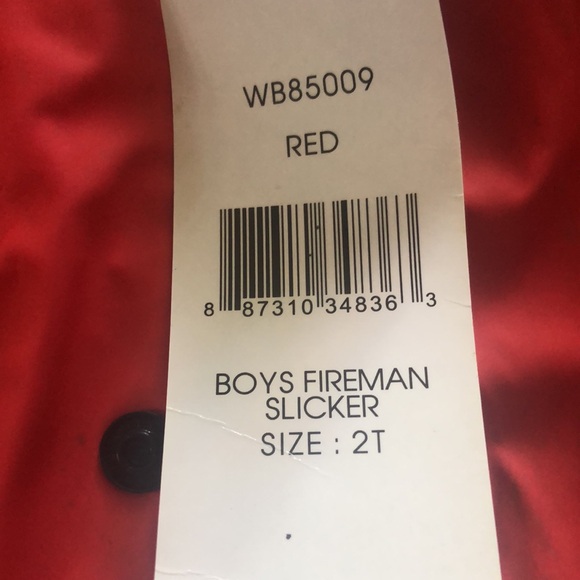 WB85009
RED
8 87310 34836 3
BOYS FIREMAN
SLICKER
SIZE : 2T